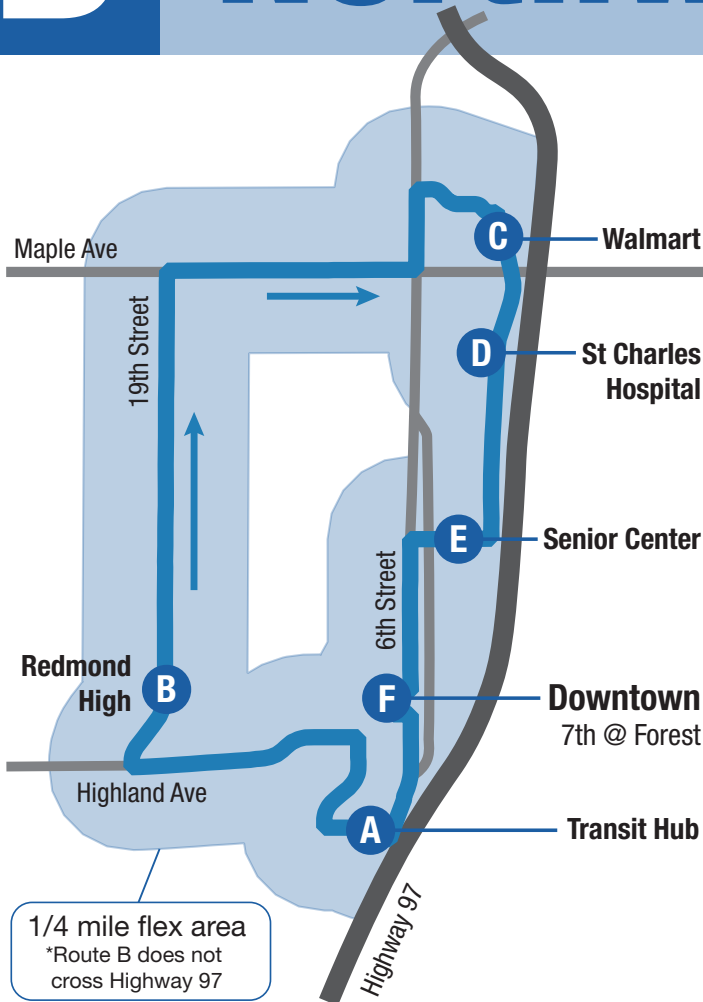 Maple Ave
C
Walmart
19th Street
D
St Charles
Hospital
E
Senior Center
6th Street
Redmond
High
B
F
Downtown
7th @ Forest
Highland Ave
A
Transit Hub
1/4 mile flex area
*Route B does not
cross Highway 97
Highway 97